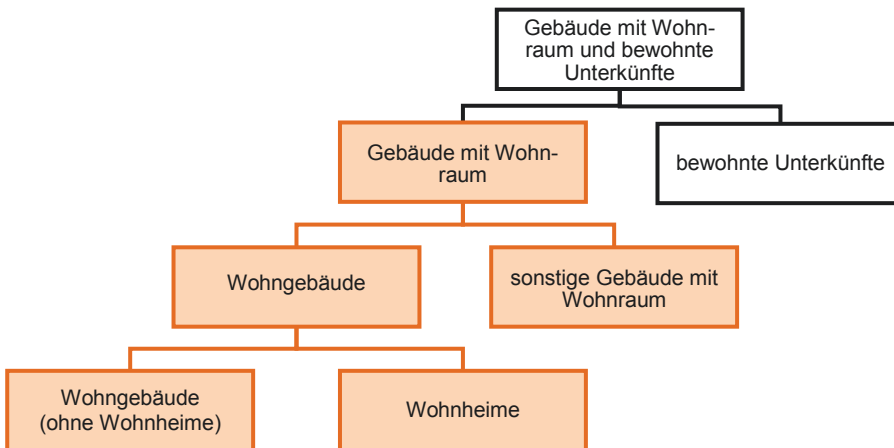 Gebäude mit Wohn-
raum und bewohnte
Unterkünfte
Gebäude mit Wohn-
raum
bewohnte Unterkünfte
Wohngebäude
sonstige Gebäude mit
Wohnraum
Wohngebäude
(ohne Wohnheime)
Wohnheime